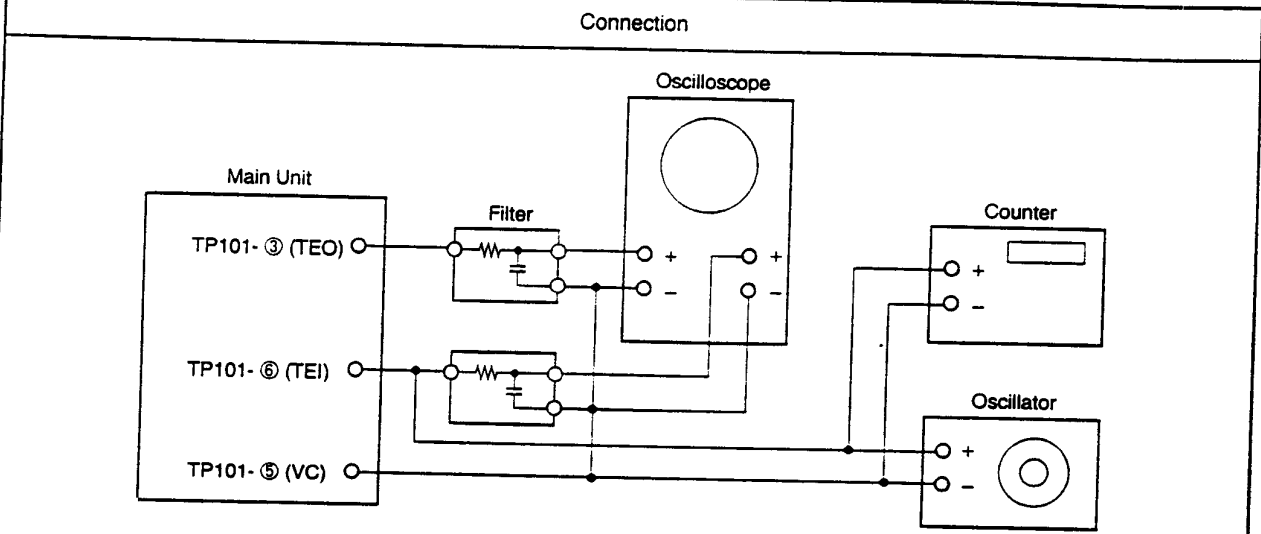 Connection
Oscilloscope
Main Unit
Filter
Counter
TP101- ③ (TEO)
+ +
− −
+
−
TP101- ⑥ (TEI)
Oscillator
TP101- ⑤ (VC)
+
−